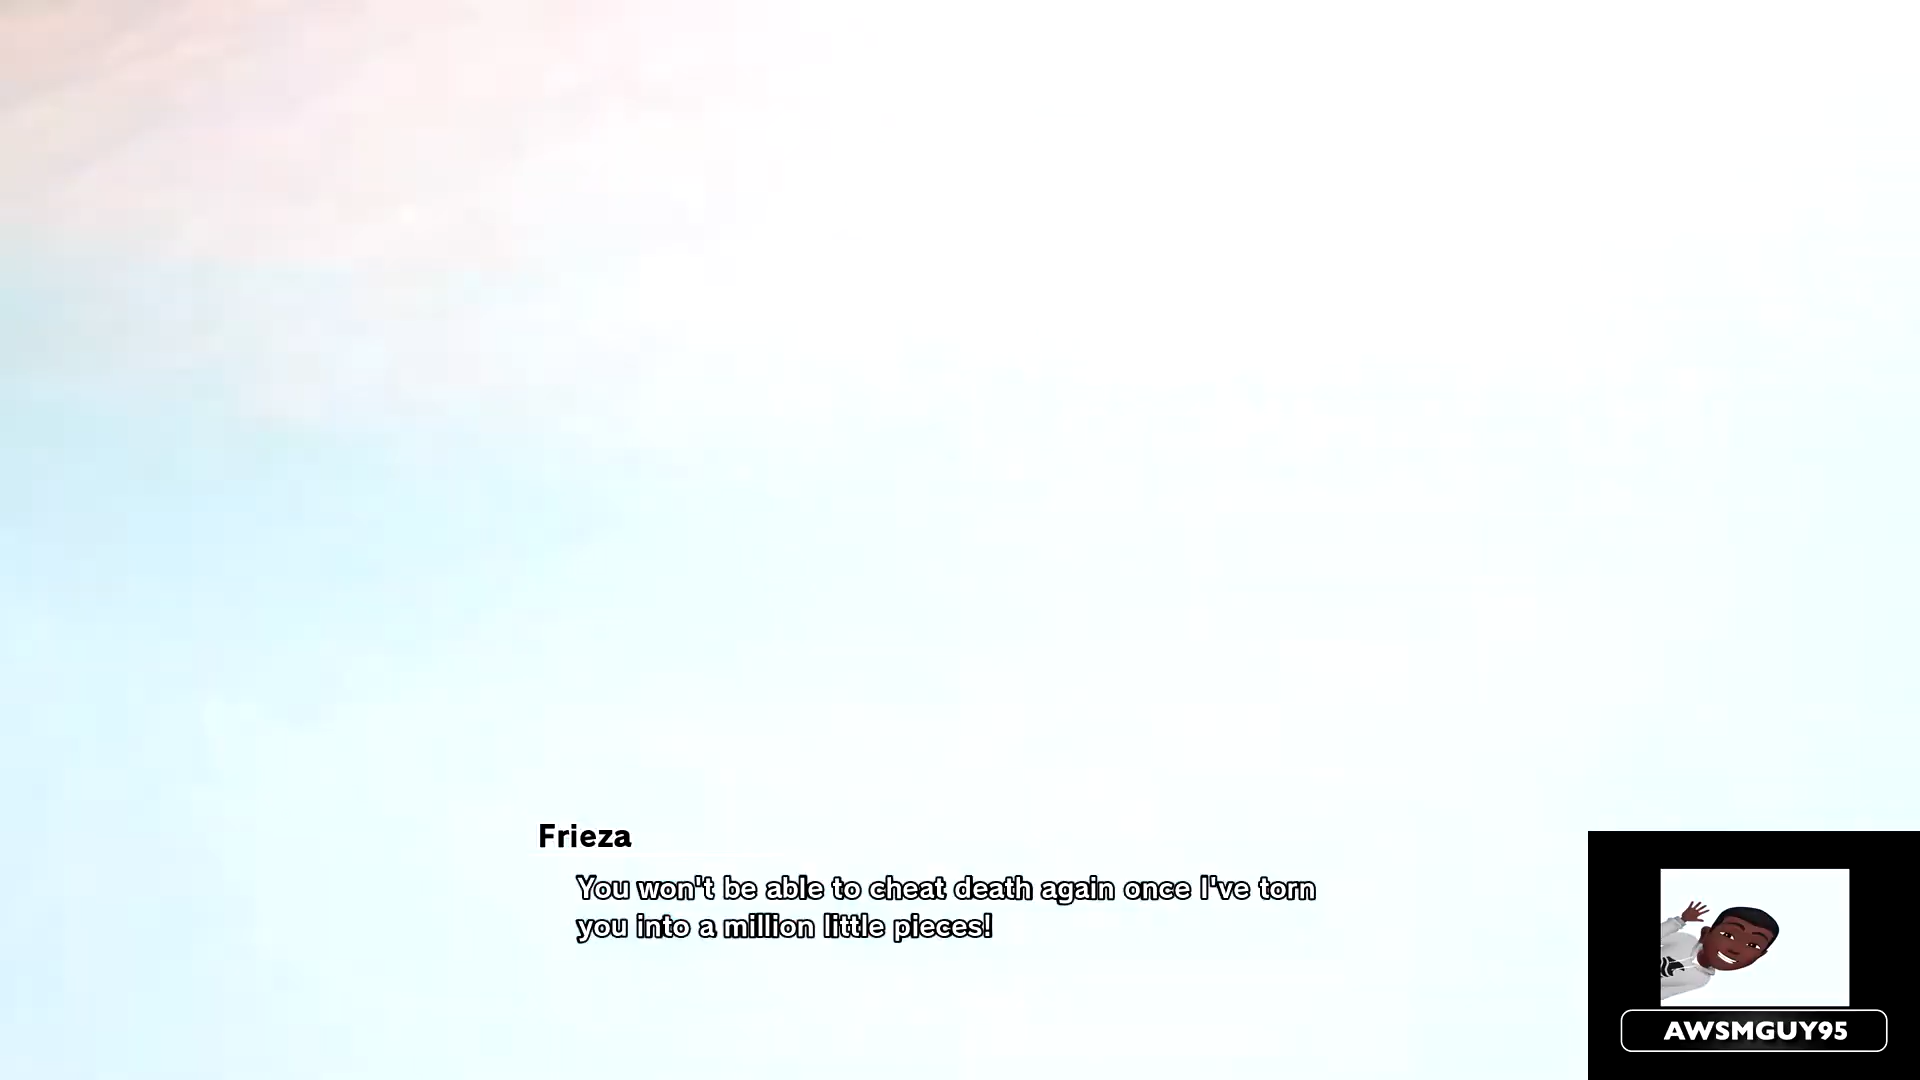 Frieza
You won't be able to cheat death again once I've torn
you into a million little pieces!
AWSMGUY95